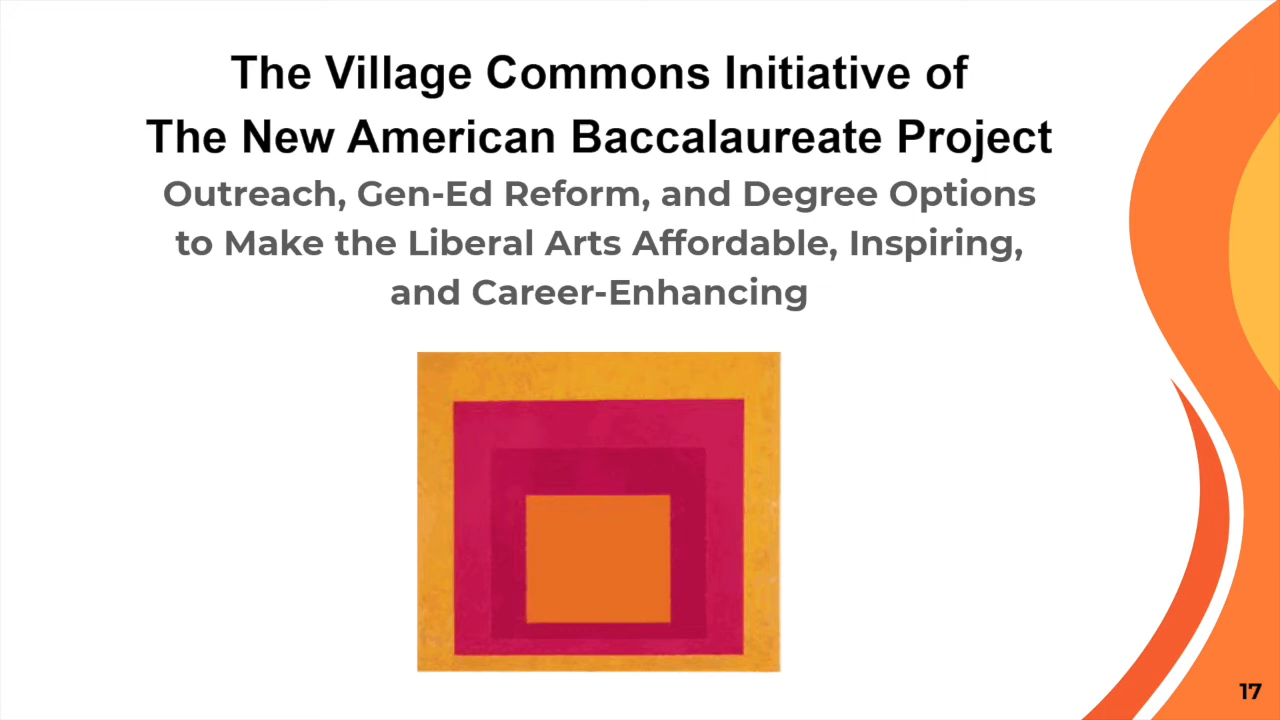 The Village Commons Initiative of
The New American Baccalaureate Project
Outreach, Gen-Ed Reform, and Degree Options
to Make the Liberal Arts Affordable, Inspiring,
and Career-Enhancing
17